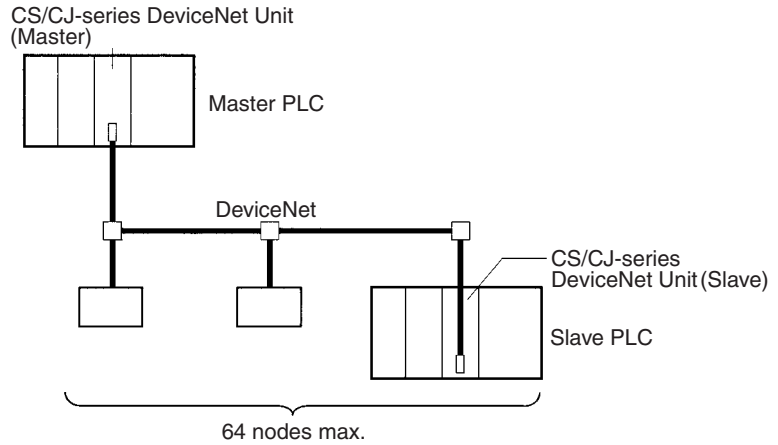 CS/CJ-series DeviceNet Unit
(Master)
Master PLC
DeviceNet
CS/CJ-series
DeviceNet Unit (Slave)
Slave PLC
64 nodes max.